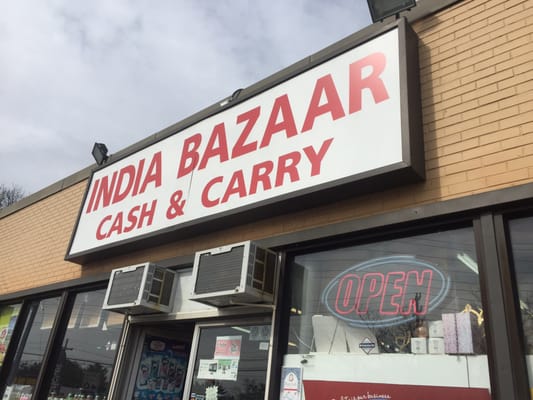 INDIA BAZAAR
CASH & CARRY
OPEN